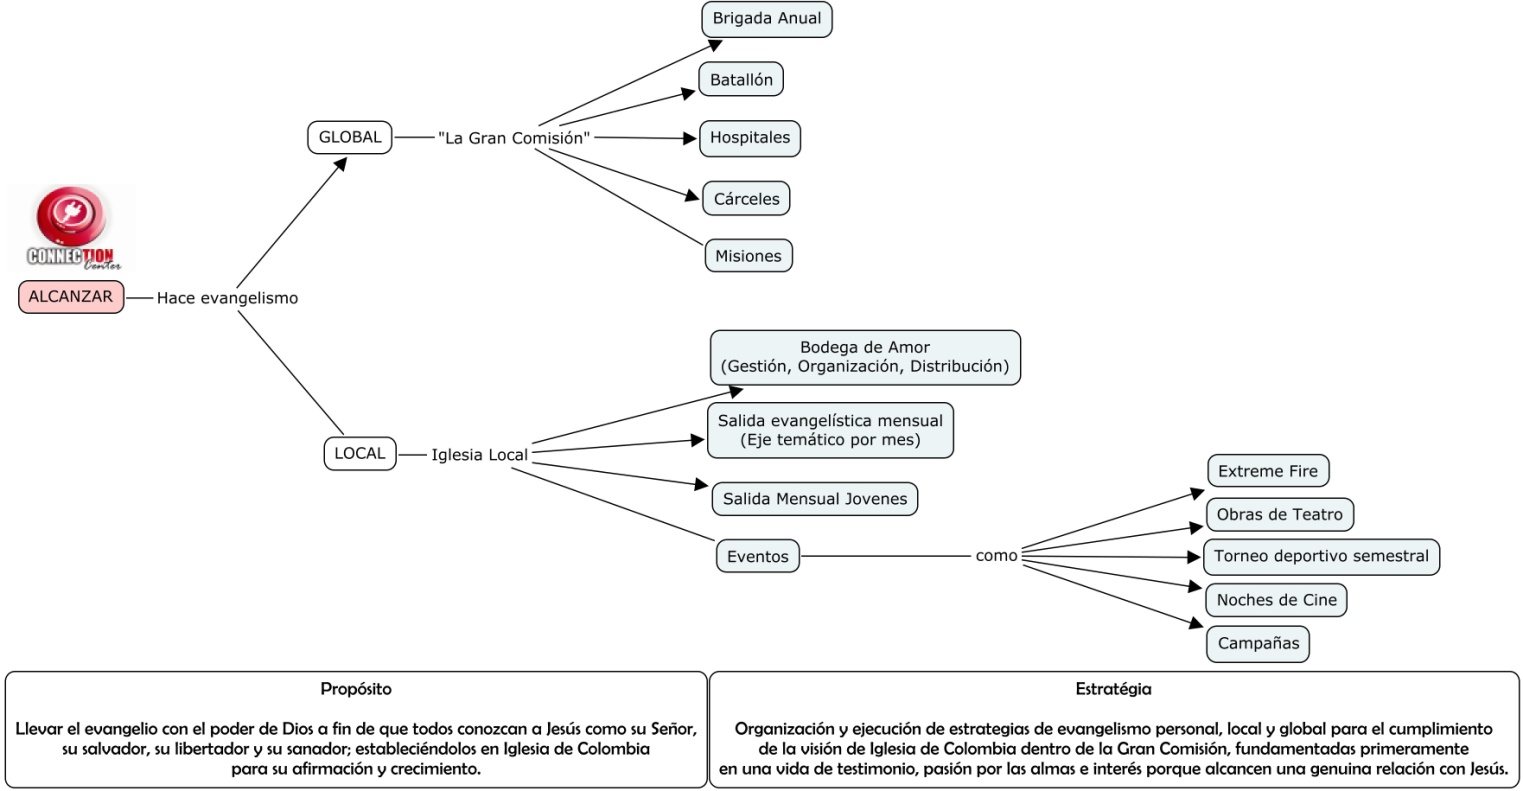 Brigada Anual
Batallón
GLOBAL
"La Gran Comisión"
Hospitales
Cárceles
Misiones
CONNECTION
Center
ALCANZAR
Hace evangelismo
Bodega de Amor
(Gestión, Organización, Distribución)
Salida evangelística mensual
(Eje temático por mes)
LOCAL
Iglesia Local
Salida Mensual Jovenes
Eventos
como
Extreme Fire
Obras de Teatro
Torneo deportivo semestral
Noches de Cine
Campañas
Propósito
Llevar el evangelio con el poder de Dios a fin de que todos conozcan a Jesús como su Señor,
su salvador, su libertador y su sanador; estableciéndolos en Iglesia de Colombia
para su afirmación y crecimiento.
Estratégia
Organización y ejecución de estrategias de evangelismo personal, local y global para el cumplimiento
de la visión de Iglesia de Colombia dentro de la Gran Comisión, fundamentadas primeramente
en una vida de testimonio, pasión por las almas e interés porque alcancen una genuina relación con Jesús.